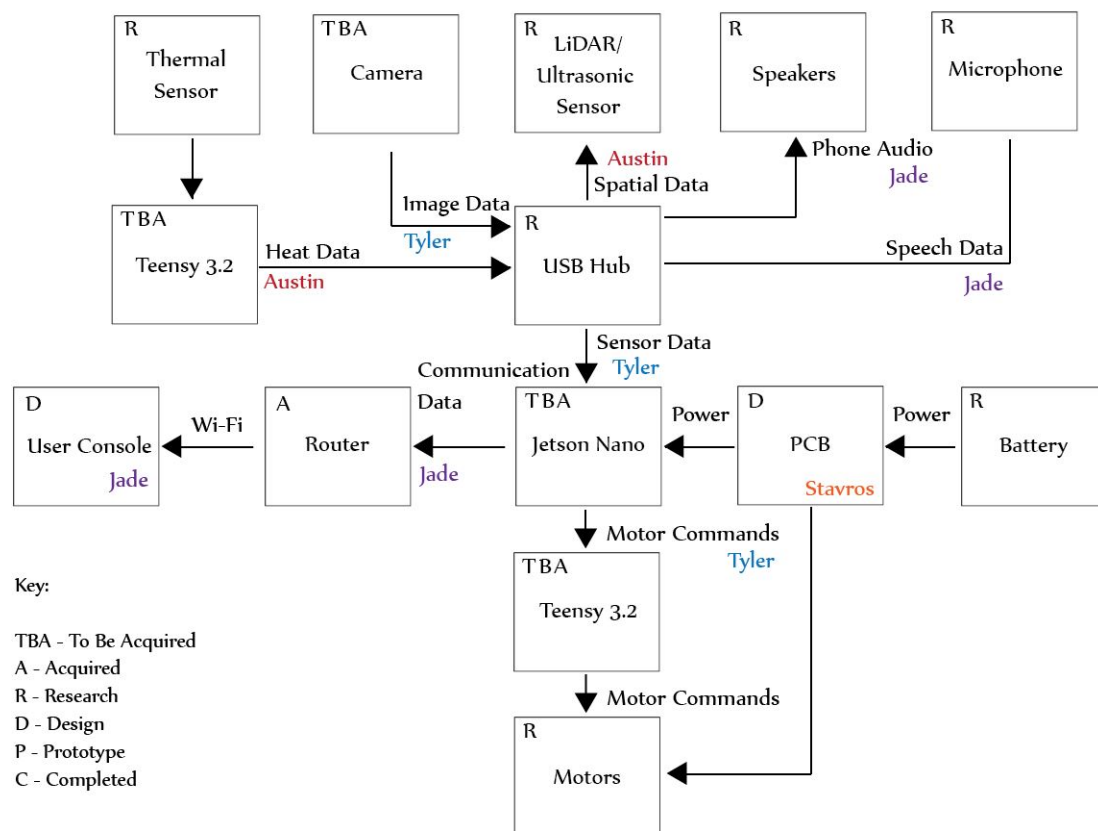 R
Thermal
Sensor
TBA
Camera
R
LiDAR/
Ultrasonic
Sensor
R
Speakers
R
Microphone
Image Data
Tyler
Austin
Spatial Data
Phone Audio
Jade
TBA
Teensy 3.2
Heat Data
Austin
R
USB Hub
Speech Data
Jade
Sensor Data
Tyler
Communication
Data
Jade
D
User Console
Jade
Wi-Fi
A
Router
TBA
Jetson Nano
Power
D
PCB
Stavros
Power
R
Battery
Motor Commands
Tyler
TBA
Teensy 3.2
Motor Commands
R
Motors
Key:
TBA - To Be Acquired
A - Acquired
R - Research
D - Design
P - Prototype
C - Completed